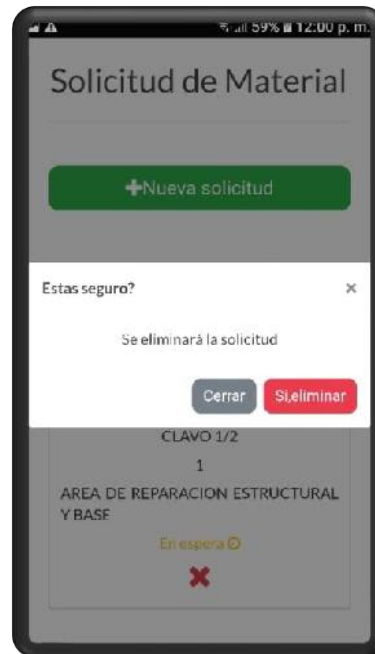 59% 12:00 p. m.
Solicitud de Material
Nueva solicitud
Estas seguro? ×
Se eliminará la solicitud
Cerrar Si,eliminar
CLAVO 1/2
1
AREA DE REPARACION ESTRUCTURAL
Y BASE
En espera